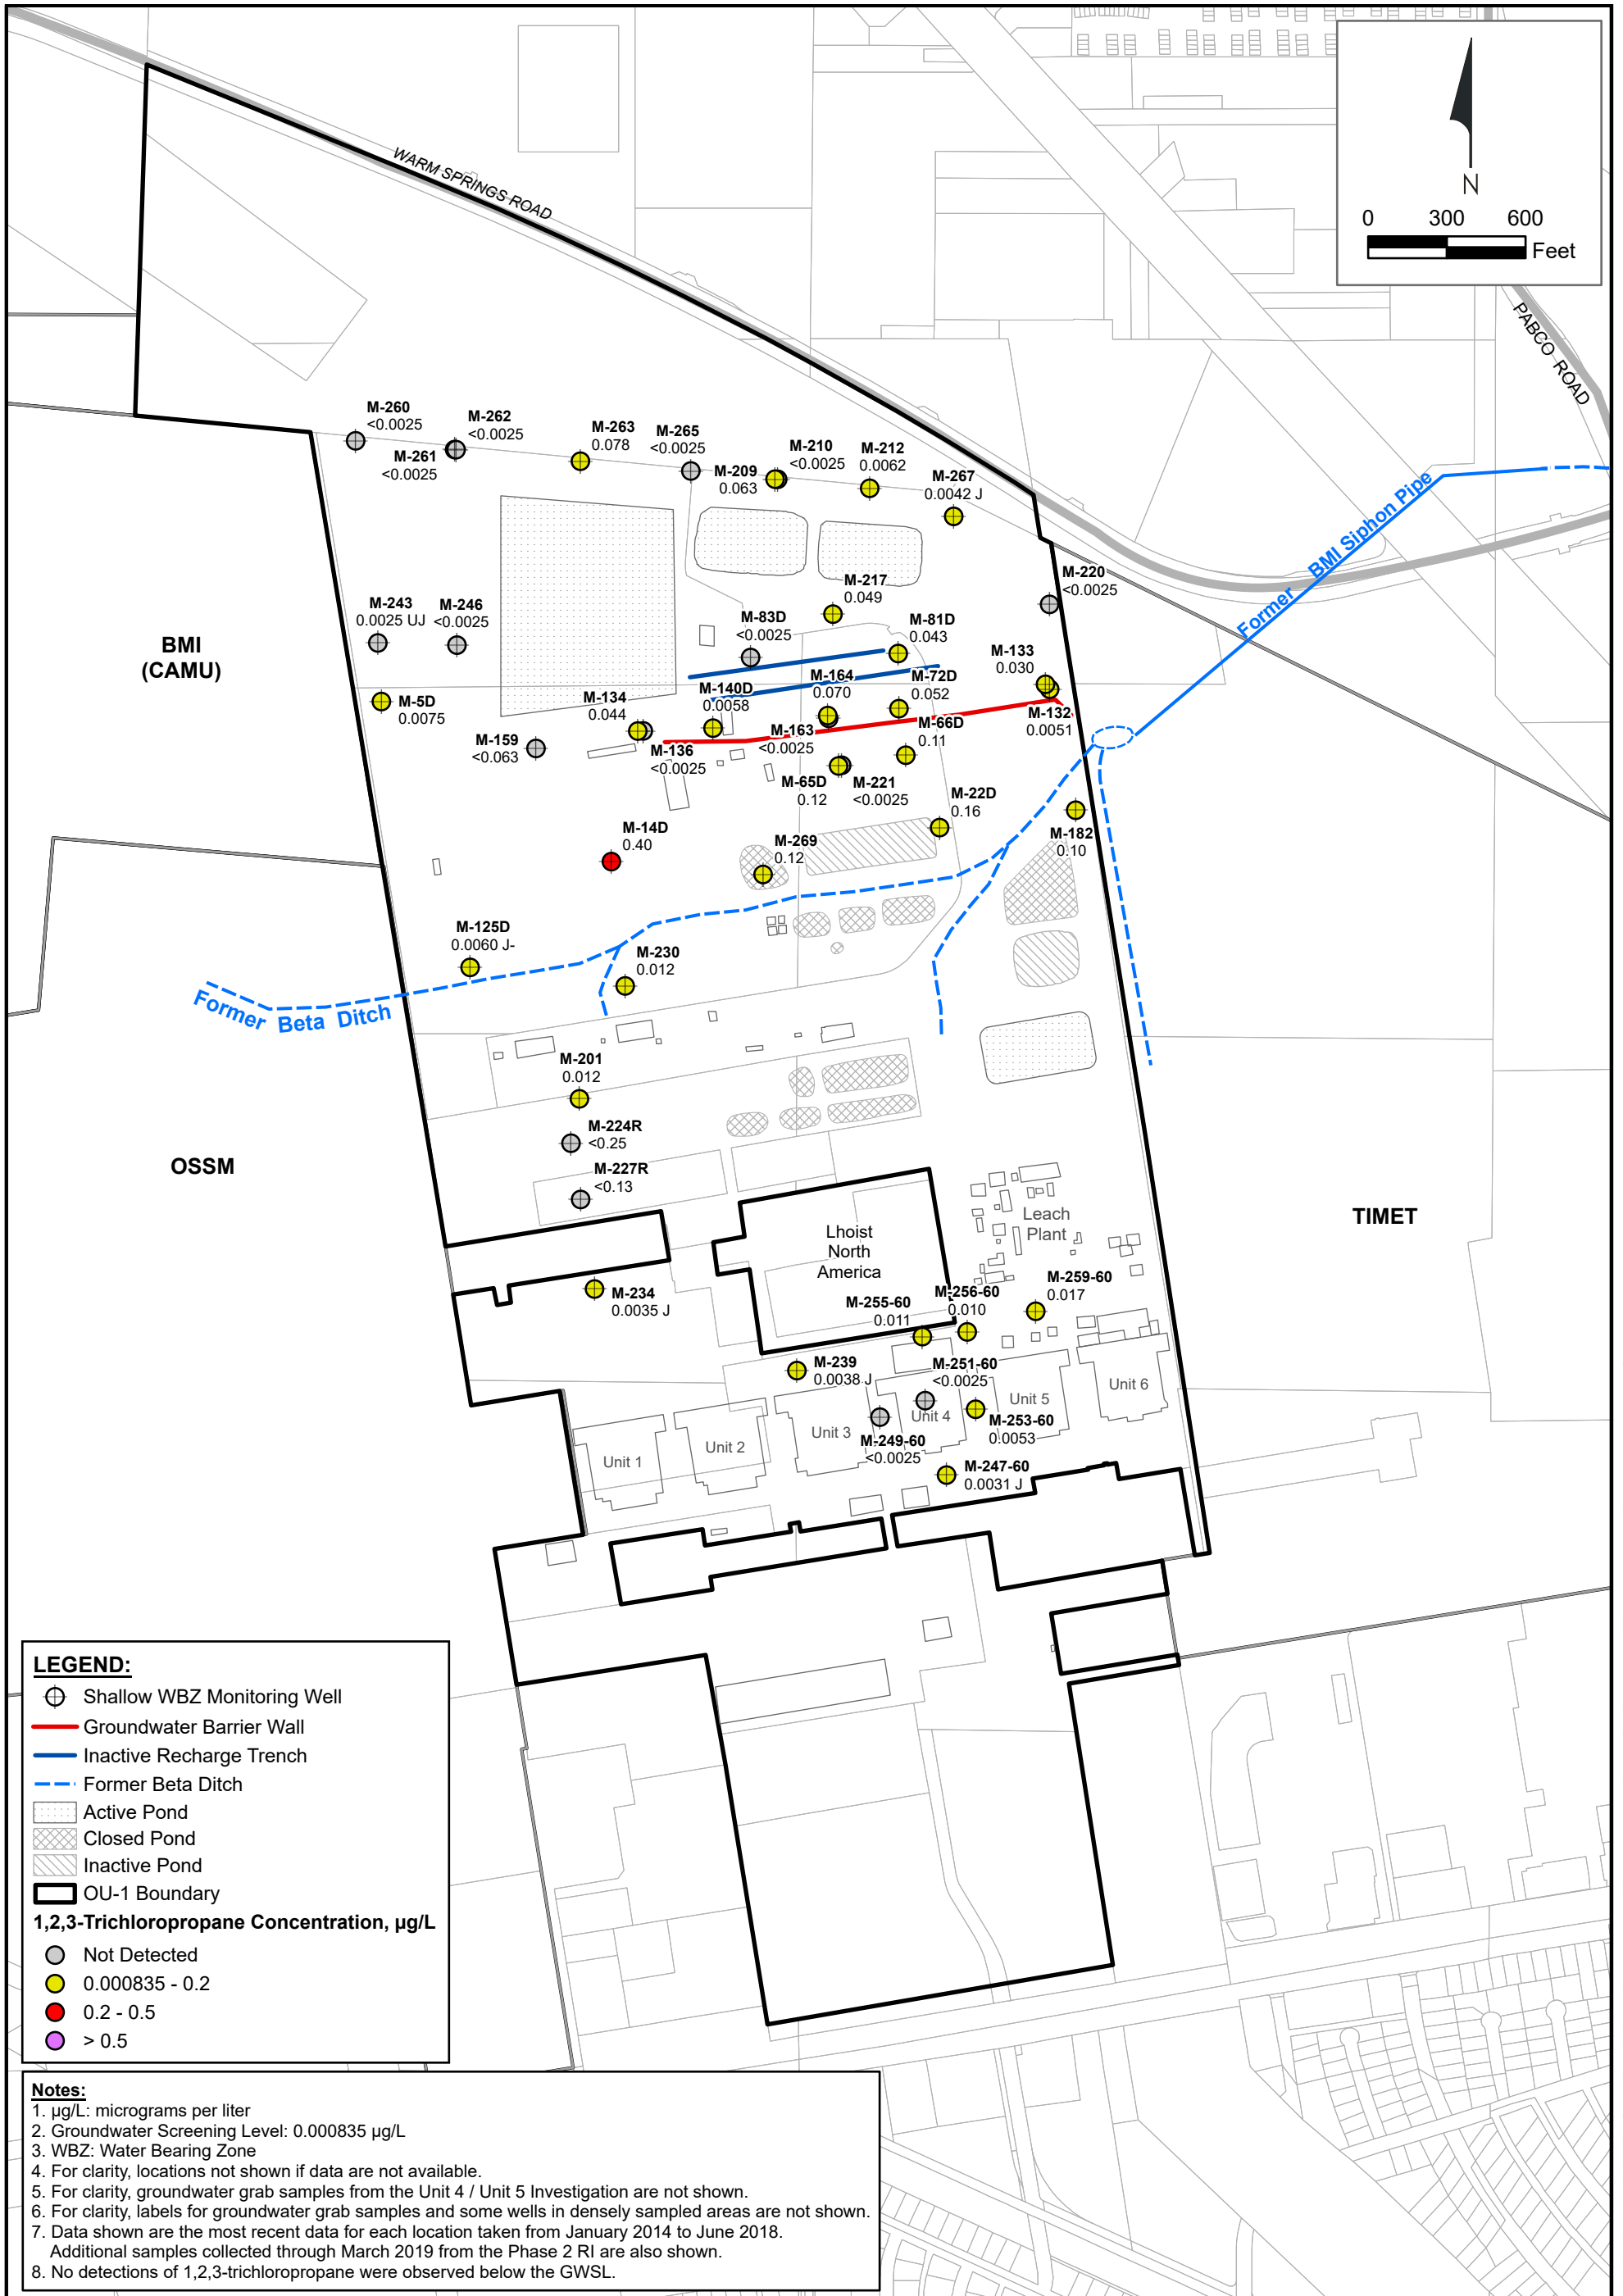 WARM SPRINGS ROAD
N
0 300 600
Feet
PABCO ROAD
M-260
<0.0025
M-262
<0.0025
M-261
<0.0025
M-263
0.078
M-265
<0.0025
M-209
0.063
M-210
<0.0025
M-212
0.0062
M-267
0.0042 J
Former BMI Siphon Pipe
M-220
<0.0025
M-217
0.049
M-243
0.0025 UJ
M-246
<0.0025
M-83D
<0.0025
M-81D
0.043
BMI
(CAMU)
M-133
0.030
M-5D
0.0075
M-134
0.044
M-140D
0.0058
M-164
0.070
M-72D
0.052
M-132
0.0051
M-159
<0.063
M-136
<0.0025
M-163
<0.0025
M-66D
0.11
M-65D
0.12
M-221
<0.0025
M-22D
0.16
M-182
0.10
M-14D
0.40
M-269
0.12
M-125D
0.0060 J-
M-230
0.012
Former Beta Ditch
M-201
0.012
M-224R
<0.25
OSSM
M-227R
<0.13
TIMET
Leach
Plant
Lhoist
North
America
M-234
0.0035 J
M-255-60
0.011
M-256-60
0.010
M-259-60
0.017
M-239
0.0038 J
M-251-60
<0.0025
M-253-60
0.0053
M-249-60
<0.0025
M-247-60
0.0031 J
Unit 1
Unit 2
Unit 3
Unit 4
Unit 5
Unit 6
LEGEND:
Shallow WBZ Monitoring Well
Groundwater Barrier Wall
Inactive Recharge Trench
Former Beta Ditch
Active Pond
Closed Pond
Inactive Pond
OU-1 Boundary
1,2,3-Trichloropropane Concentration, µg/L
Not Detected
0.000835 - 0.2
0.2 - 0.5
> 0.5
Notes:
1. µg/L: micrograms per liter
2. Groundwater Screening Level: 0.000835 µg/L
3. WBZ: Water Bearing Zone
4. For clarity, locations not shown if data are not available.
5. For clarity, groundwater grab samples from the Unit 4 / Unit 5 Investigation are not shown.
6. For clarity, labels for groundwater grab samples and some wells in densely sampled areas are not shown.
7. Data shown are the most recent data for each location taken from January 2014 to June 2018.
Additional samples collected through March 2019 from the Phase 2 RI are also shown.
8. No detections of 1,2,3-trichloropropane were observed below the GWSL.